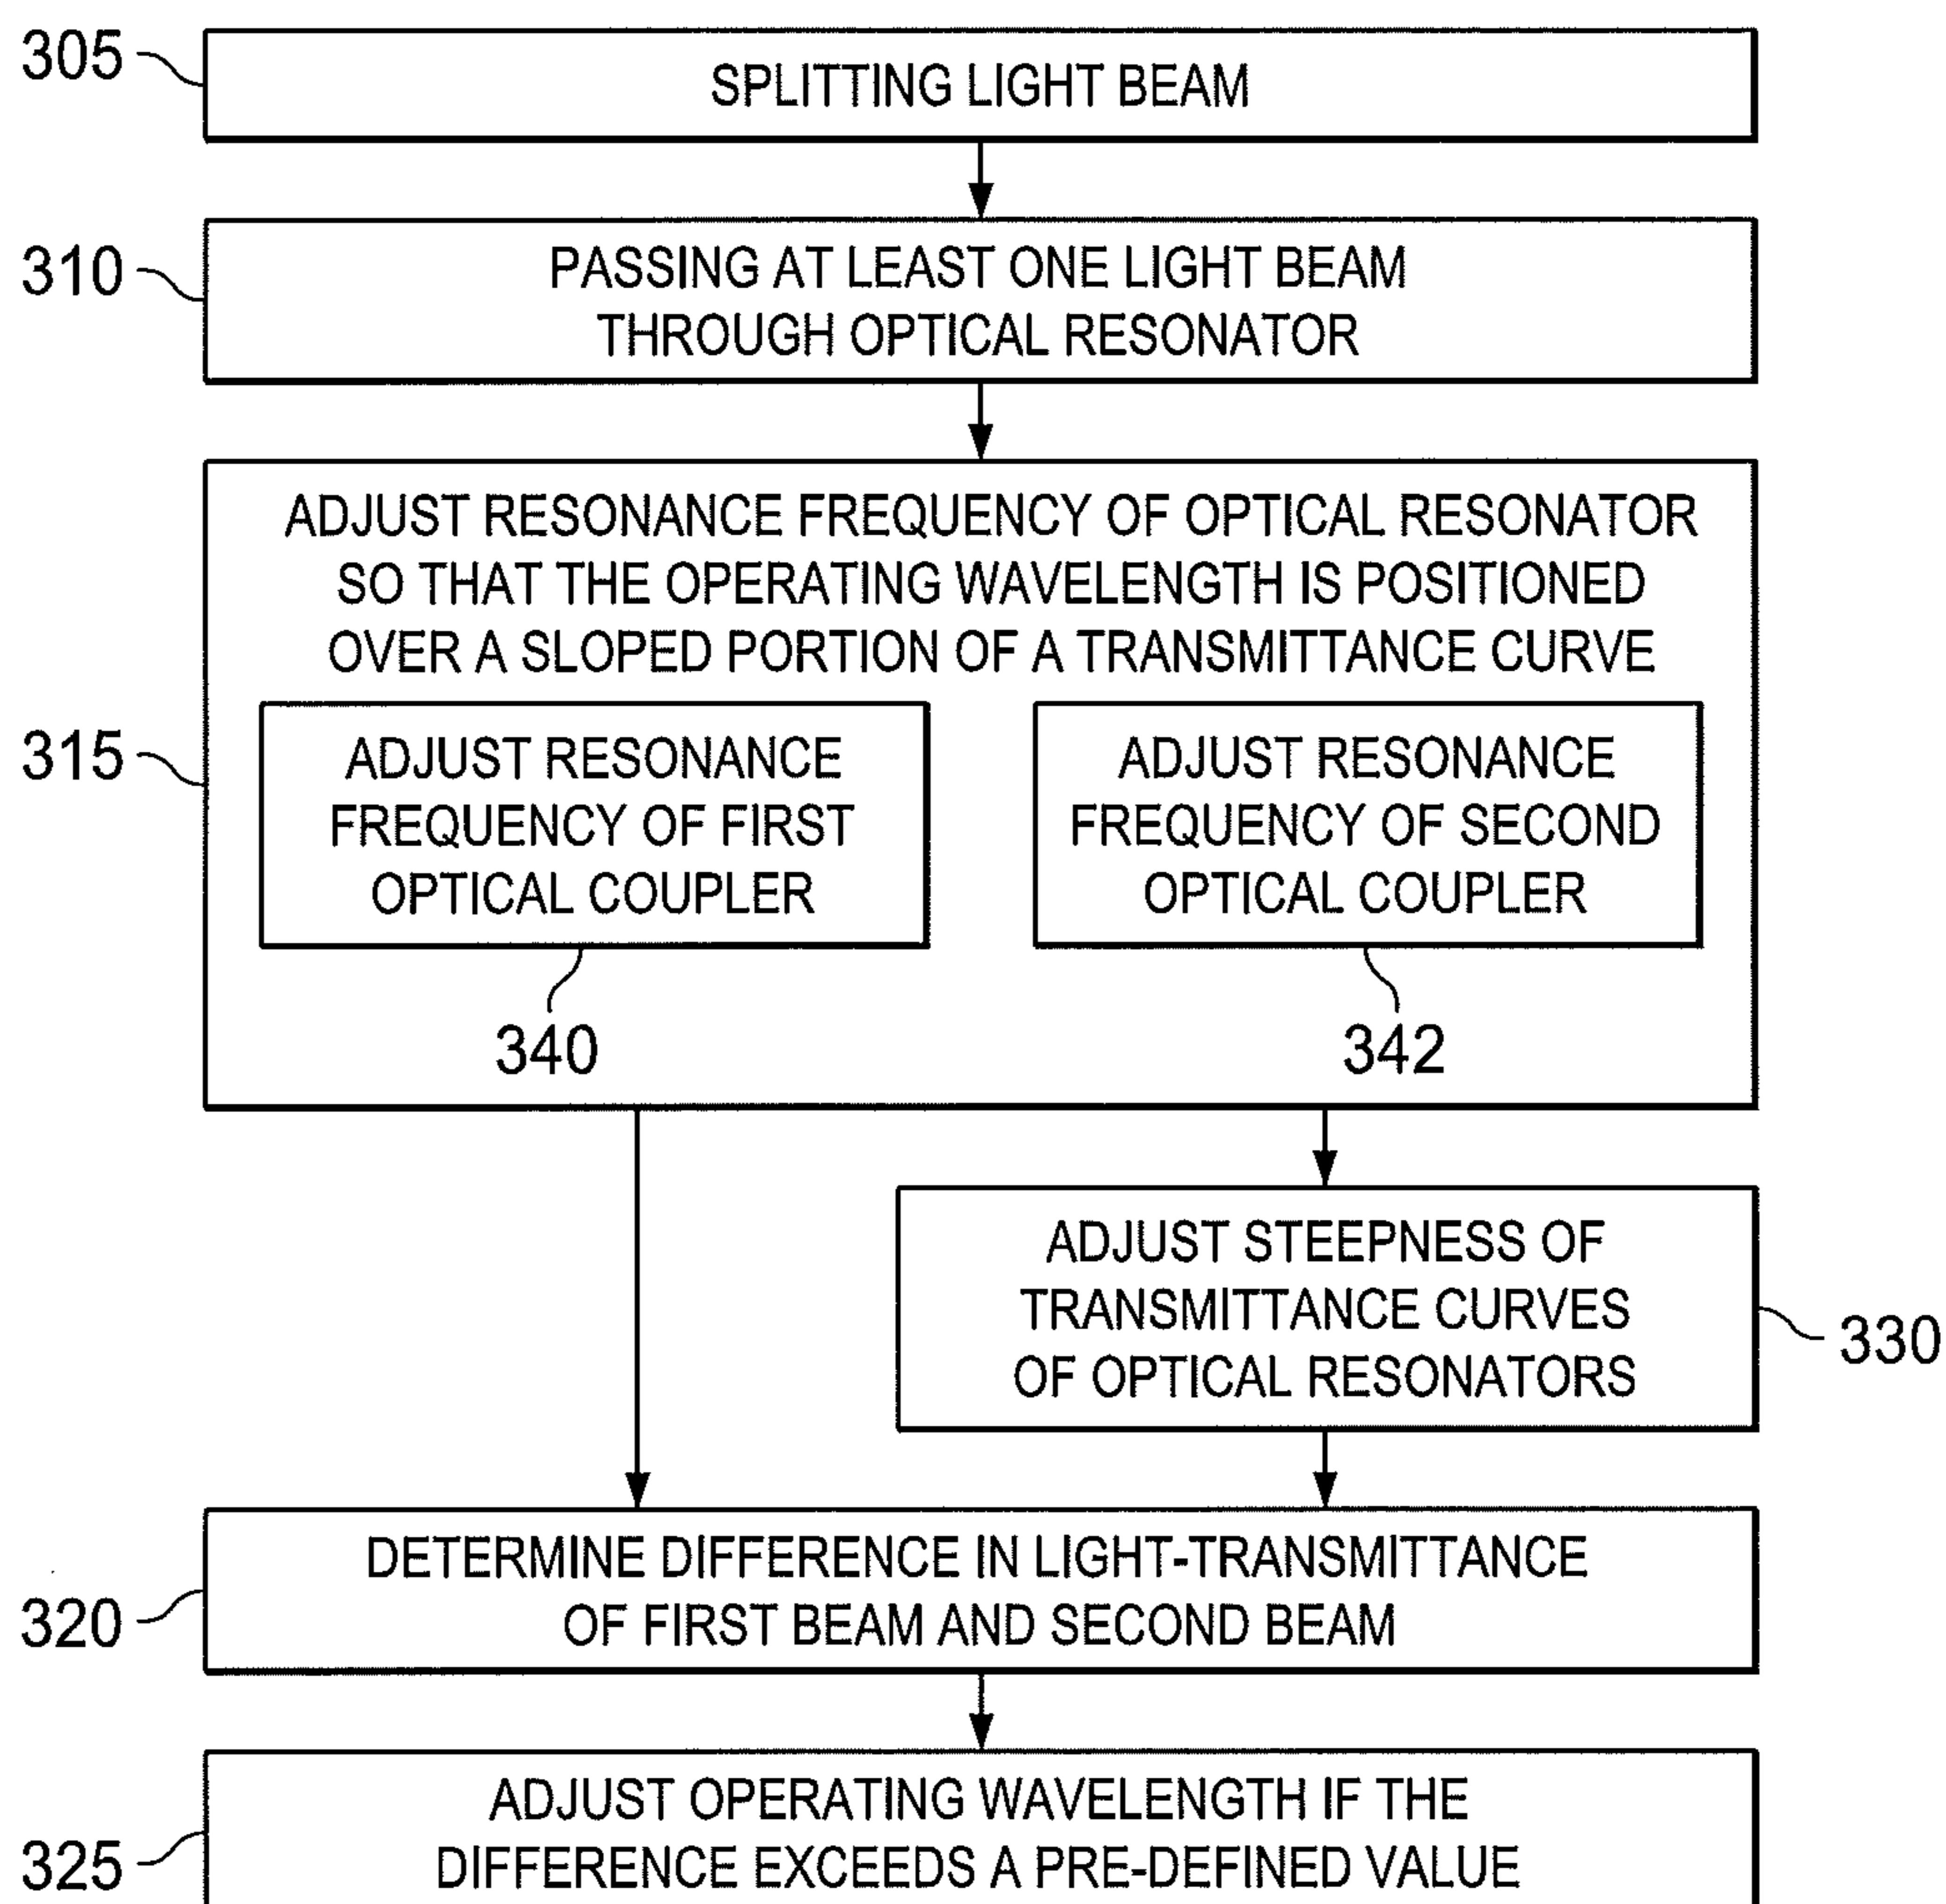 305
SPLITTING LIGHT BEAM
310
PASSING AT LEAST ONE LIGHT BEAM
THROUGH OPTICAL RESONATOR
315
ADJUST RESONANCE FREQUENCY OF OPTICAL RESONATOR
SO THAT THE OPERATING WAVELENGTH IS POSITIONED
OVER A SLOPED PORTION OF A TRANSMITTANCE CURVE
ADJUST RESONANCE
FREQUENCY OF FIRST
OPTICAL COUPLER
340
ADJUST RESONANCE
FREQUENCY OF SECOND
OPTICAL COUPLER
342
ADJUST STEEPNESS OF
TRANSMITTANCE CURVES
OF OPTICAL RESONATORS
330
320
DETERMINE DIFFERENCE IN LIGHT-TRANSMITTANCE
OF FIRST BEAM AND SECOND BEAM
325
ADJUST OPERATING WAVELENGTH IF THE
DIFFERENCE EXCEEDS A PRE-DEFINED VALUE